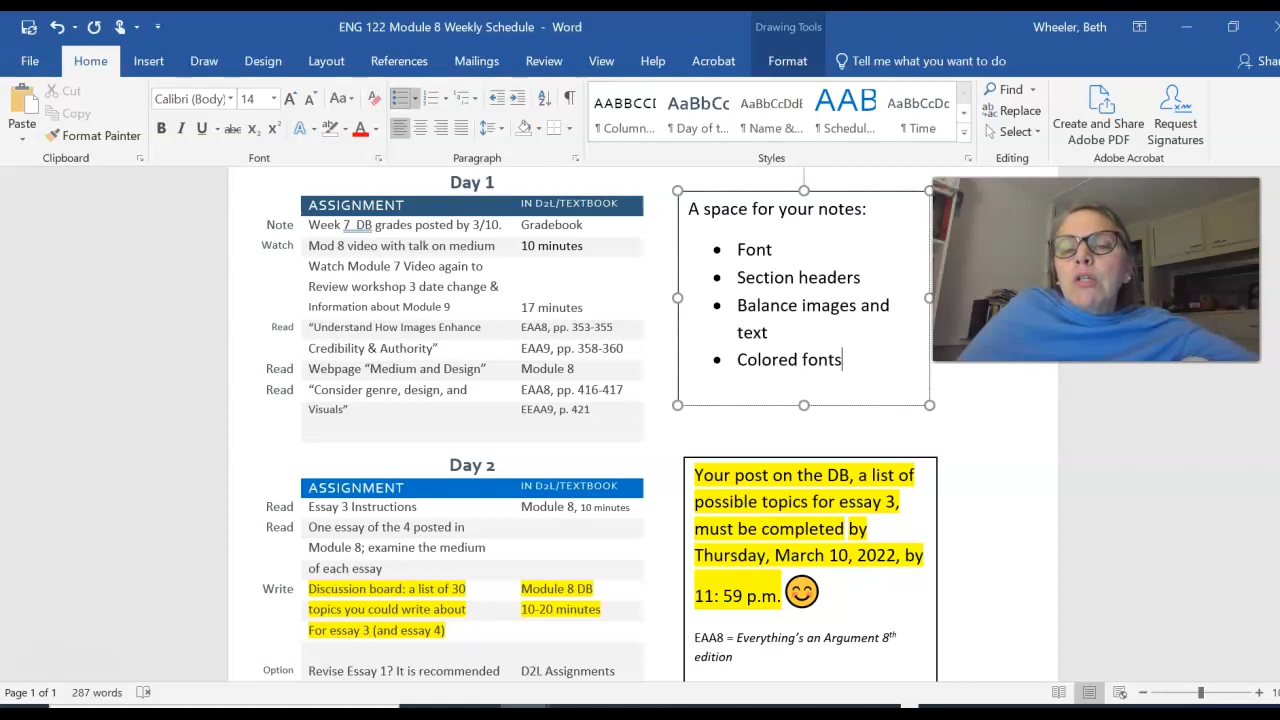 ENG 122 Module 8 Weekly Schedule - Word
Drawing Tools
Wheeler, Beth
File Home Insert Draw Design Layout References Mailings Review View Help Acrobat Format Tell me what you want to do
Cut
Copy
Format Painter
Paste
Clipboard
Calibri (Body) 14
Font
Paragraph
AABBCCI AaBbCc AaBbCcDdE AAB AaBbCcDc
¶ Column... ¶ Day of t... ¶ Name &... ¶ Schedul... ¶ Time
Styles
Find
Replace
Select
Editing
Create and Share Adobe PDF
Request Signatures
Adobe Acrobat
Day 1
ASSIGNMENT IN D2L/TEXTBOOK
Note Week 7 DB grades posted by 3/10. Gradebook
Watch Mod 8 video with talk on medium 10 minutes
Watch Module 7 Video again to
Review workshop 3 date change &
Information about Module 9 17 minutes
Read “Understand How Images Enhance EAA8, pp. 353-355
Credibility & Authority” EAA9, pp. 358-360
Read Webpage “Medium and Design” Module 8
Read “Consider genre, design, and EAA8, pp. 416-417
Visuals” EEAA9, p. 421
A space for your notes:
• Font
• Section headers
• Balance images and
text
• Colored fonts
Day 2
ASSIGNMENT IN D2L/TEXTBOOK
Read Essay 3 Instructions Module 8, 10 minutes
Read One essay of the 4 posted in
Module 8; examine the medium
of each essay
Write Discussion board: a list of 30 Module 8 DB
topics you could write about 10-20 minutes
For essay 3 (and essay 4)
Option Revise Essay 1? It is recommended D2L Assignments
Your post on the DB, a list of
possible topics for essay 3,
must be completed by
Thursday, March 10, 2022, by
11: 59 p.m.
EAA8 = Everything’s an Argument 8th
edition
Page 1 of 1 287 words